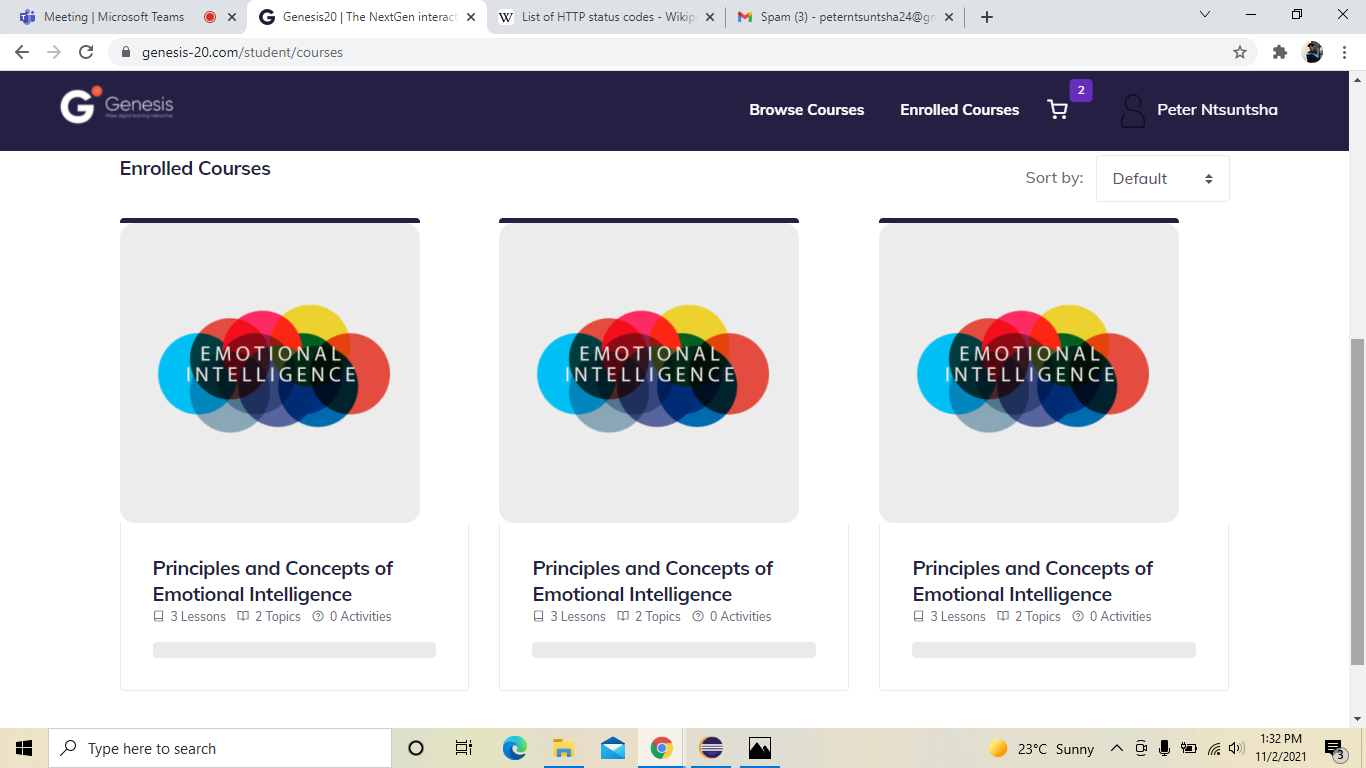 Meeting | Microsoft Teams
Genesis20 | The NextGen interact
List of HTTP status codes - Wikip
Spam (3) - peterntsuntsha24@gm
genesis-20.com/student/courses
G Genesis
Make digital learning interactive
Browse Courses
Enrolled Courses
2
Peter Ntsuntsha
Enrolled Courses
Sort by:
Default
EMOTIONAL
INTELLIGENCE
EMOTIONAL
INTELLIGENCE
EMOTIONAL
INTELLIGENCE
Principles and Concepts of
Emotional Intelligence
3 Lessons 2 Topics 0 Activities
Principles and Concepts of
Emotional Intelligence
3 Lessons 2 Topics 0 Activities
Principles and Concepts of
Emotional Intelligence
3 Lessons 2 Topics 0 Activities
Type here to search
23°C Sunny
1:32 PM
11/2/2021
3